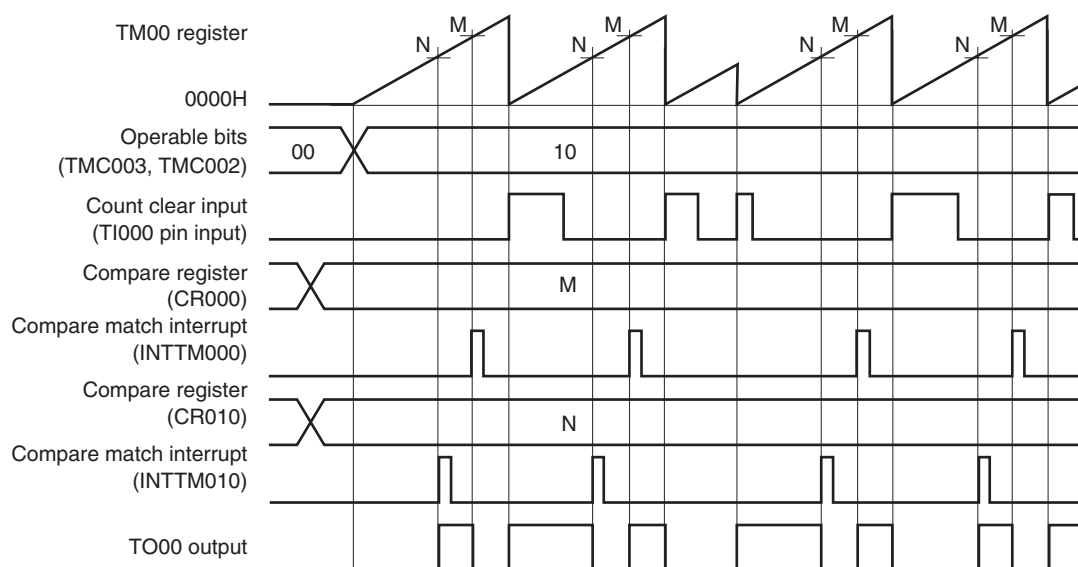 TM00 register
M
M
M
M
N
N
N
N
0000H
Operable bits
(TMC003, TMC002)
00
10
Count clear input
(TI000 pin input)
Compare register
(CR000)
M
Compare match interrupt
(INTTM000)
Compare register
(CR010)
N
Compare match interrupt
(INTTM010)
TO00 output